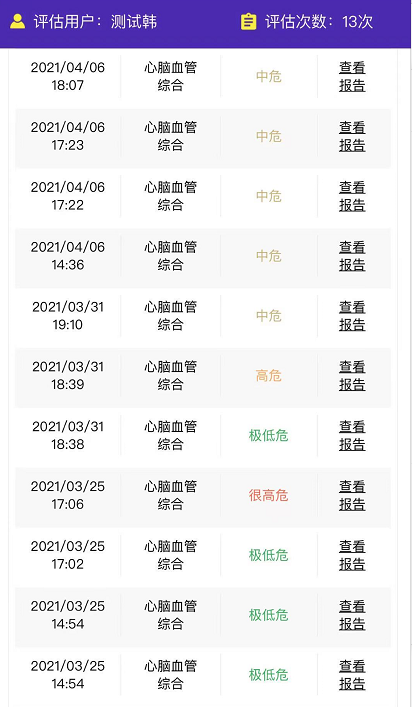 评估用户：测试韩 评估次数：13次
2021/04/06 心脑血管 中危 查看
18:07 综合 报告
2021/04/06 心脑血管 中危 查看
17:23 综合 报告
2021/04/06 心脑血管 中危 查看
17:22 综合 报告
2021/04/06 心脑血管 中危 查看
14:36 综合 报告
2021/03/31 心脑血管 中危 查看
19:10 综合 报告
2021/03/31 心脑血管 高危 查看
18:39 综合 报告
2021/03/31 心脑血管 极低危 查看
18:38 综合 报告
2021/03/25 心脑血管 很高危 查看
17:06 综合 报告
2021/03/25 心脑血管 极低危 查看
17:02 综合 报告
2021/03/25 心脑血管 极低危 查看
14:54 综合 报告
2021/03/25 心脑血管 极低危 查看
14:54 综合 报告